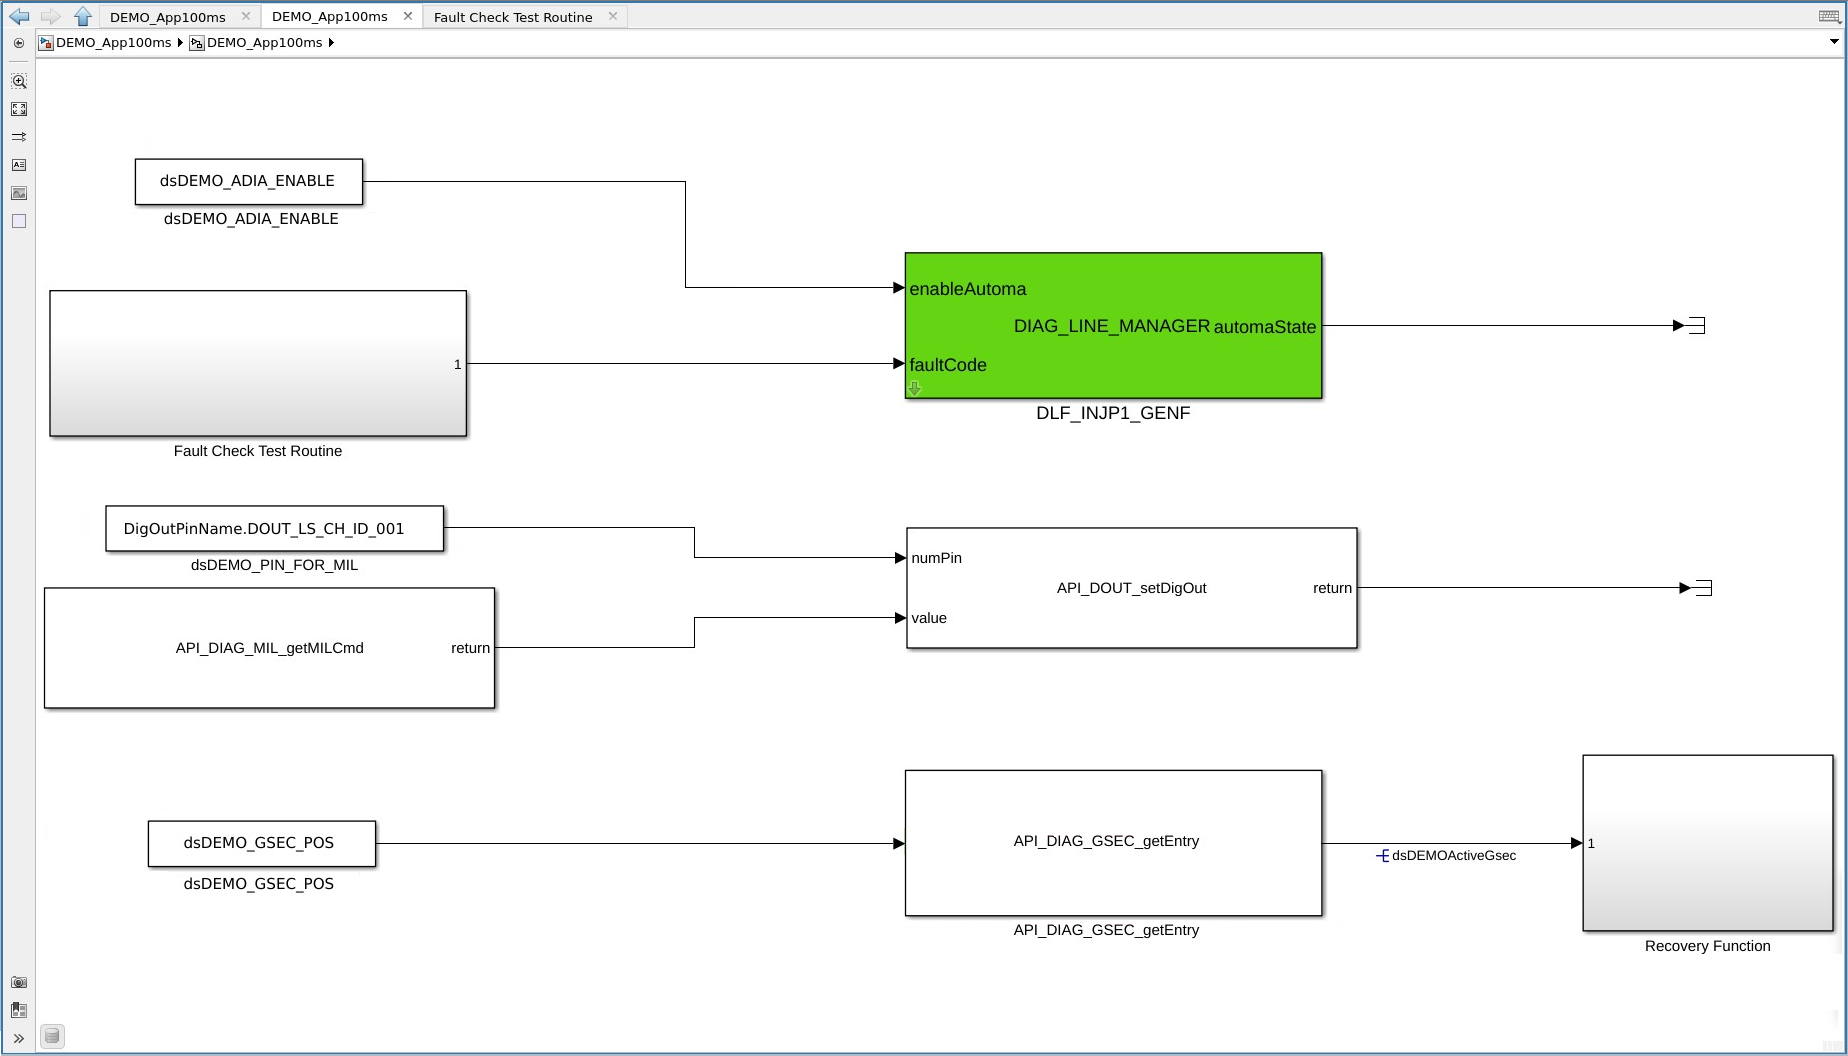 DEMO_App100ms
DEMO_App100ms
Fault Check Test Routine
DEMO_App100ms
DEMO_App100ms
dsDEMO_ADIA_ENABLE
dsDEMO_ADIA_ENABLE
1
Fault Check Test Routine
enableAutoma
DIAG_LINE_MANAGER automaState
faultCode
DLF_INJP1_GENF
DigOutPinName.DOUT_LS_CH_ID_001
dsDEMO_PIN_FOR_MIL
API_DIAG_MIL_getMILCmd return
numPin
API_DOUT_setDigOut return
value
dsDEMO_GSEC_POS
dsDEMO_GSEC_POS
API_DIAG_GSEC_getEntry
API_DIAG_GSEC_getEntry
dsDEMOActiveGsec
1
Recovery Function